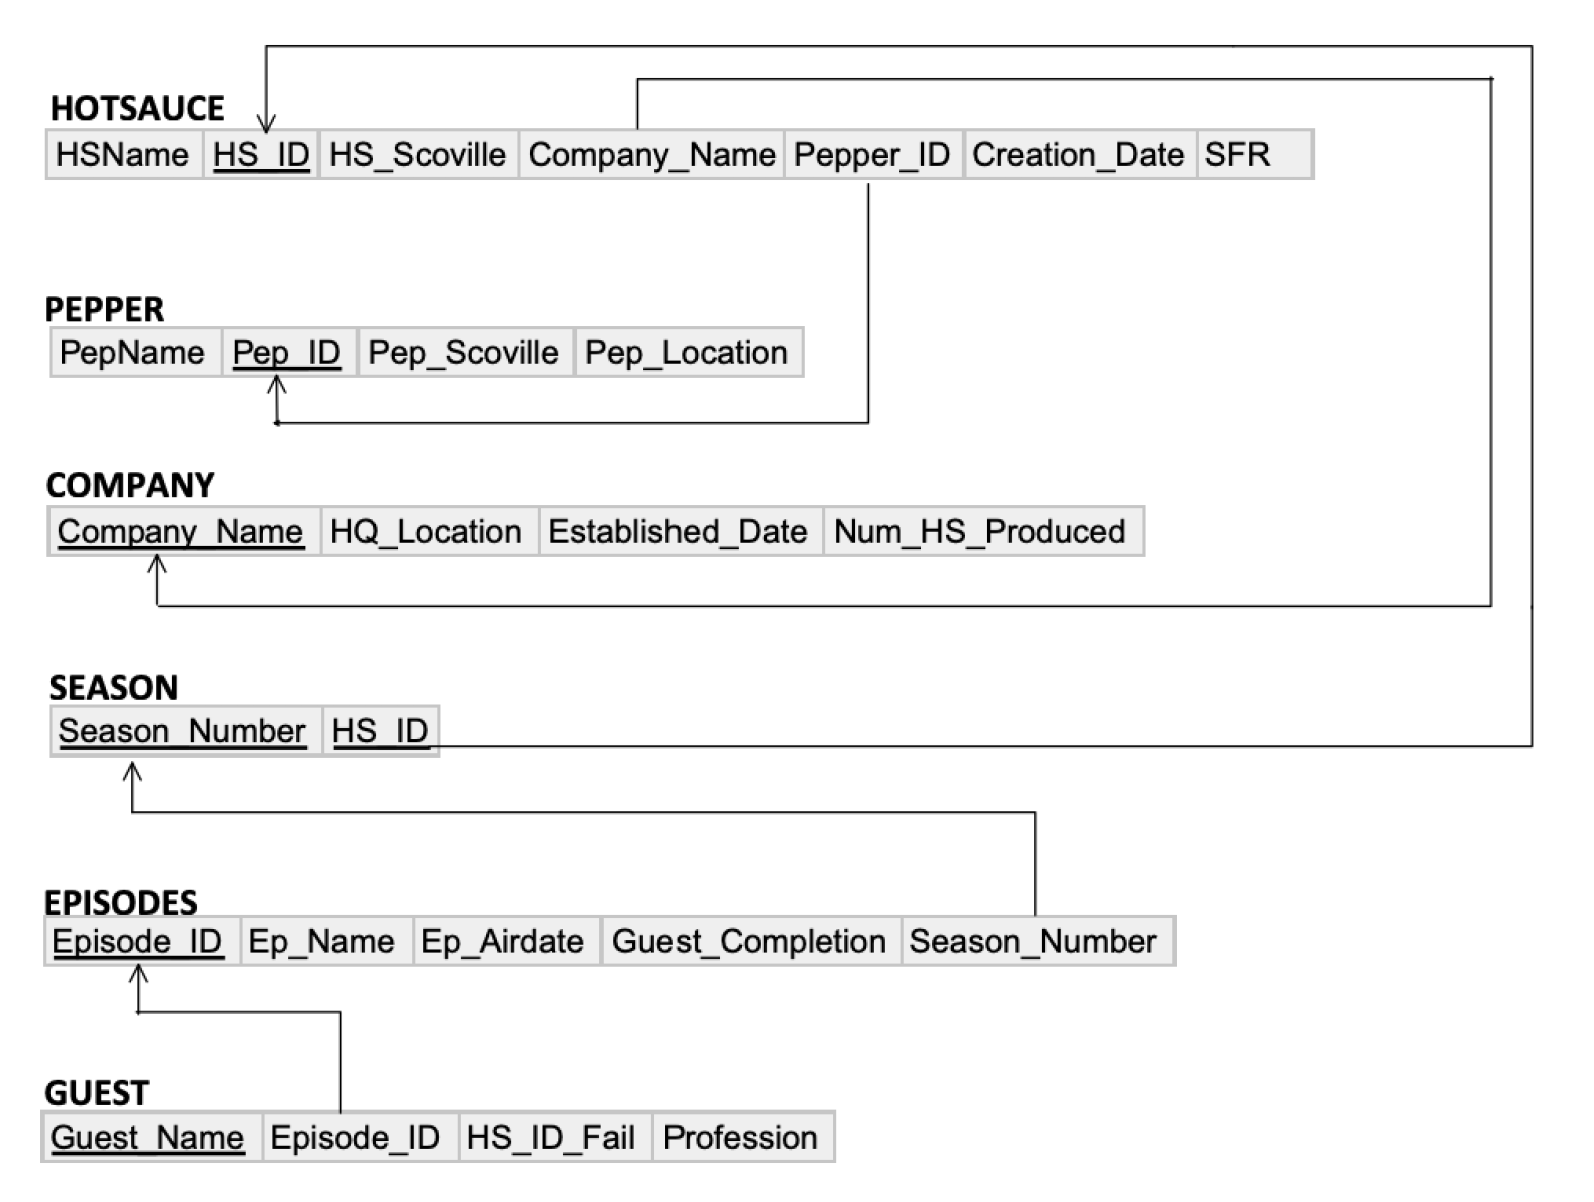 HOTSAUCE
HSName HS_ID HS_Scoville Company_Name Pepper_ID Creation_Date SFR
PEPPER
PepName Pep_ID Pep_Scoville Pep_Location
COMPANY
Company_Name HQ_Location Established_Date Num_HS_Produced
SEASON
Season_Number HS_ID
EPISODES
Episode_ID Ep_Name Ep_Airdate Guest_Completion Season_Number
GUEST
Guest_Name Episode_ID HS_ID_Fail Profession